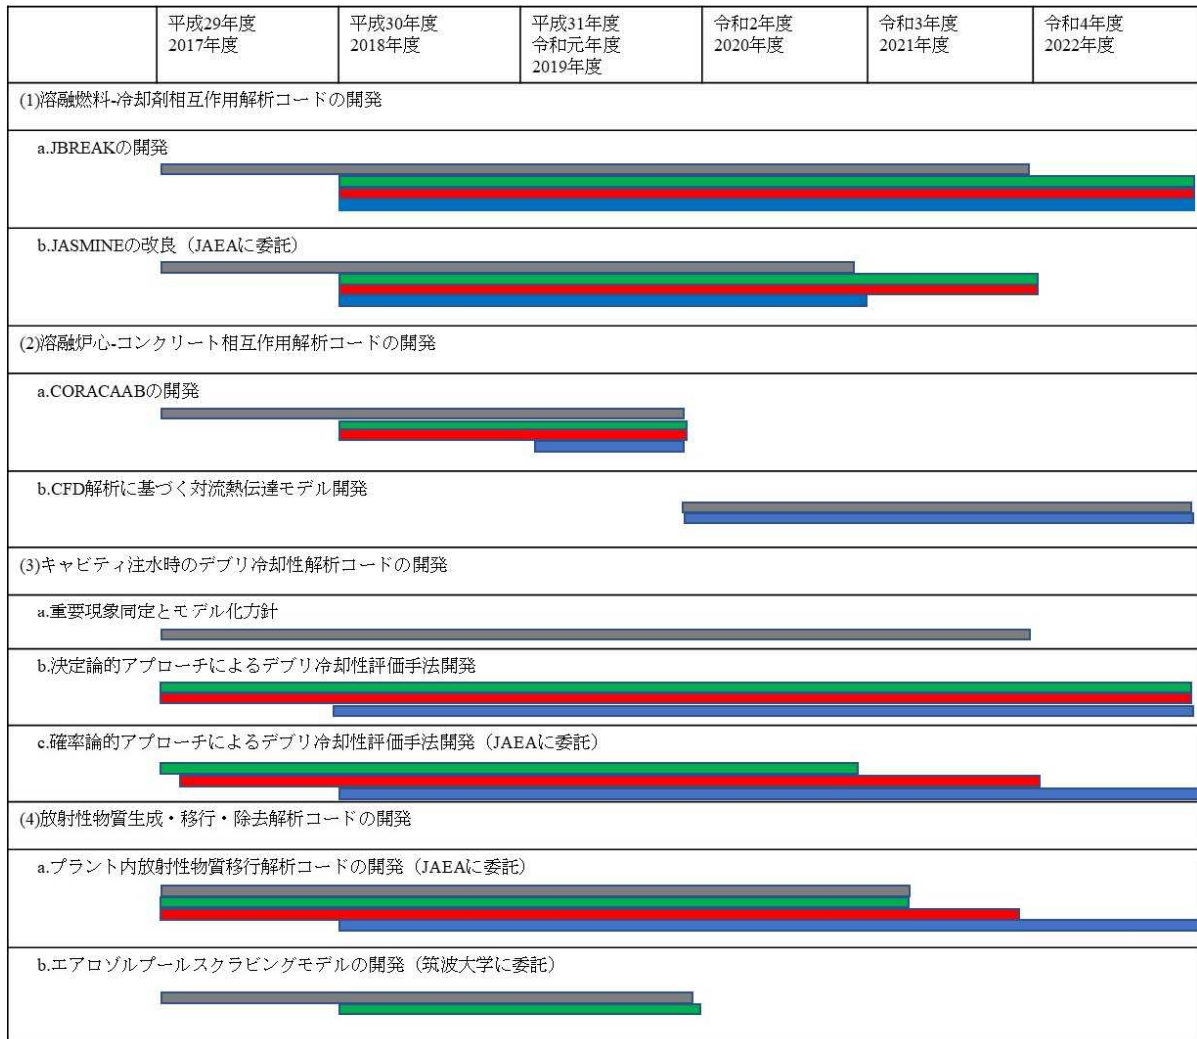 平成29年度
2017年度
平成30年度
2018年度
平成31年度
令和元年度
2019年度
令和2年度
2020年度
令和3年度
2021年度
令和4年度
2022年度
(1)溶融燃料-冷却剤相互作用解析コードの開発
a.JBREAKの開発
b.JASMINEの改良（JAEAに委託）
(2)溶融炉心-コンクリート相互作用解析コードの開発
a.CORACAABの開発
b.CFD解析に基づく対流熱伝達モデル開発
(3)キャビティ注水時のデブリ冷却性解析コードの開発
a.重要現象同定とモデル化方針
b.決定論的アプローチによるデブリ冷却性評価手法開発
c.確率論的アプローチによるデブリ冷却性評価手法開発（JAEAに委託）
(4)放射性物質生成・移行・除去解析コードの開発
a.プラント内放射性物質移行解析コードの開発（JAEAに委託）
b.エアロゾルプールスクラビングモデルの開発（筑波大学に委託）